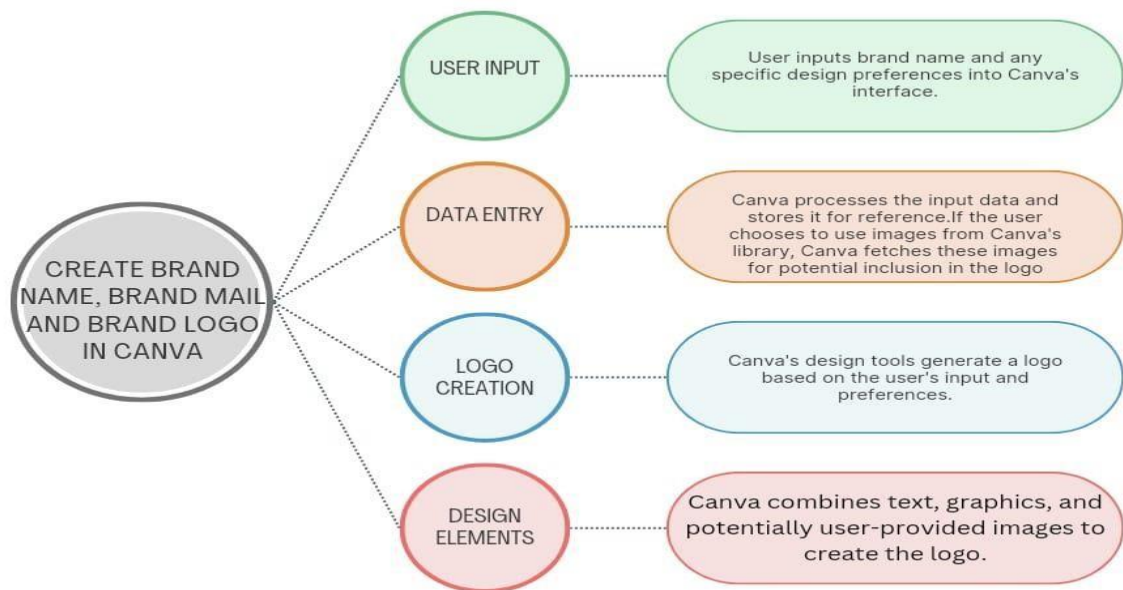 CREATE BRAND
NAME, BRAND MAIL
AND BRAND LOGO
IN CANVA
USER INPUT
User inputs brand name and any
specific design preferences into Canva's
interface.
DATA ENTRY
Canva processes the input data and
stores it for reference.If the user
chooses to use images from Canva's
library, Canva fetches these images
for potential inclusion in the logo
LOGO
CREATION
Canva's design tools generate a logo
based on the user's input and
preferences.
DESIGN
ELEMENTS
Canva combines text, graphics, and
potentially user-provided images to
create the logo.